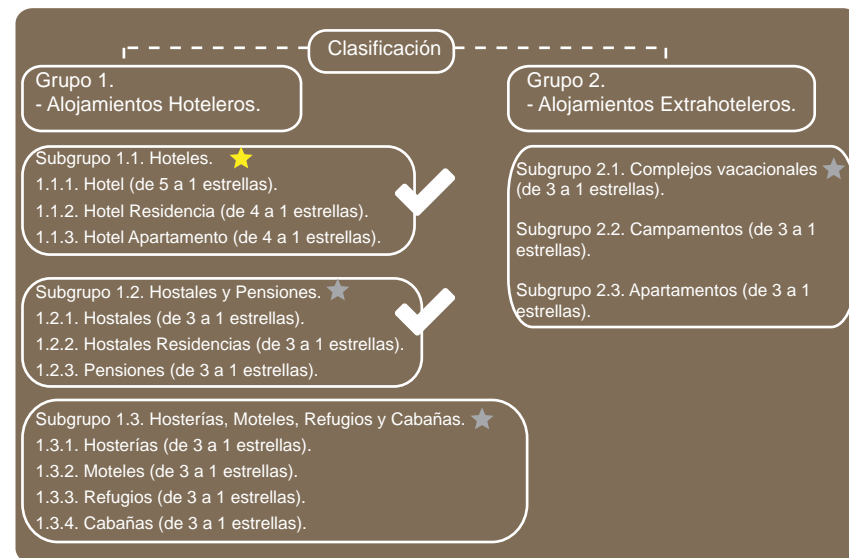 Clasificación
Grupo 1.
- Alojamientos Hoteleros.
Subgrupo 1.1. Hoteles.
1.1.1. Hotel (de 5 a 1 estrellas).
1.1.2. Hotel Residencia (de 4 a 1 estrellas).
1.1.3. Hotel Apartamento (de 4 a 1 estrellas).
Subgrupo 1.2. Hostales y Pensiones.
1.2.1. Hostales (de 3 a 1 estrellas).
1.2.2. Hostales Residencias (de 3 a 1 estrellas).
1.2.3. Pensiones (de 3 a 1 estrellas).
Subgrupo 1.3. Hosterías, Moteles, Refugios y Cabañas.
1.3.1. Hosterías (de 3 a 1 estrellas).
1.3.2. Moteles (de 3 a 1 estrellas).
1.3.3. Refugios (de 3 a 1 estrellas).
1.3.4. Cabañas (de 3 a 1 estrellas).
Grupo 2.
- Alojamientos Extrahoteleros.
Subgrupo 2.1. Complejos vacacionales
(de 3 a 1 estrellas).
Subgrupo 2.2. Campamentos (de 3 a 1
estrellas).
Subgrupo 2.3. Apartamentos (de 3 a 1
estrellas).